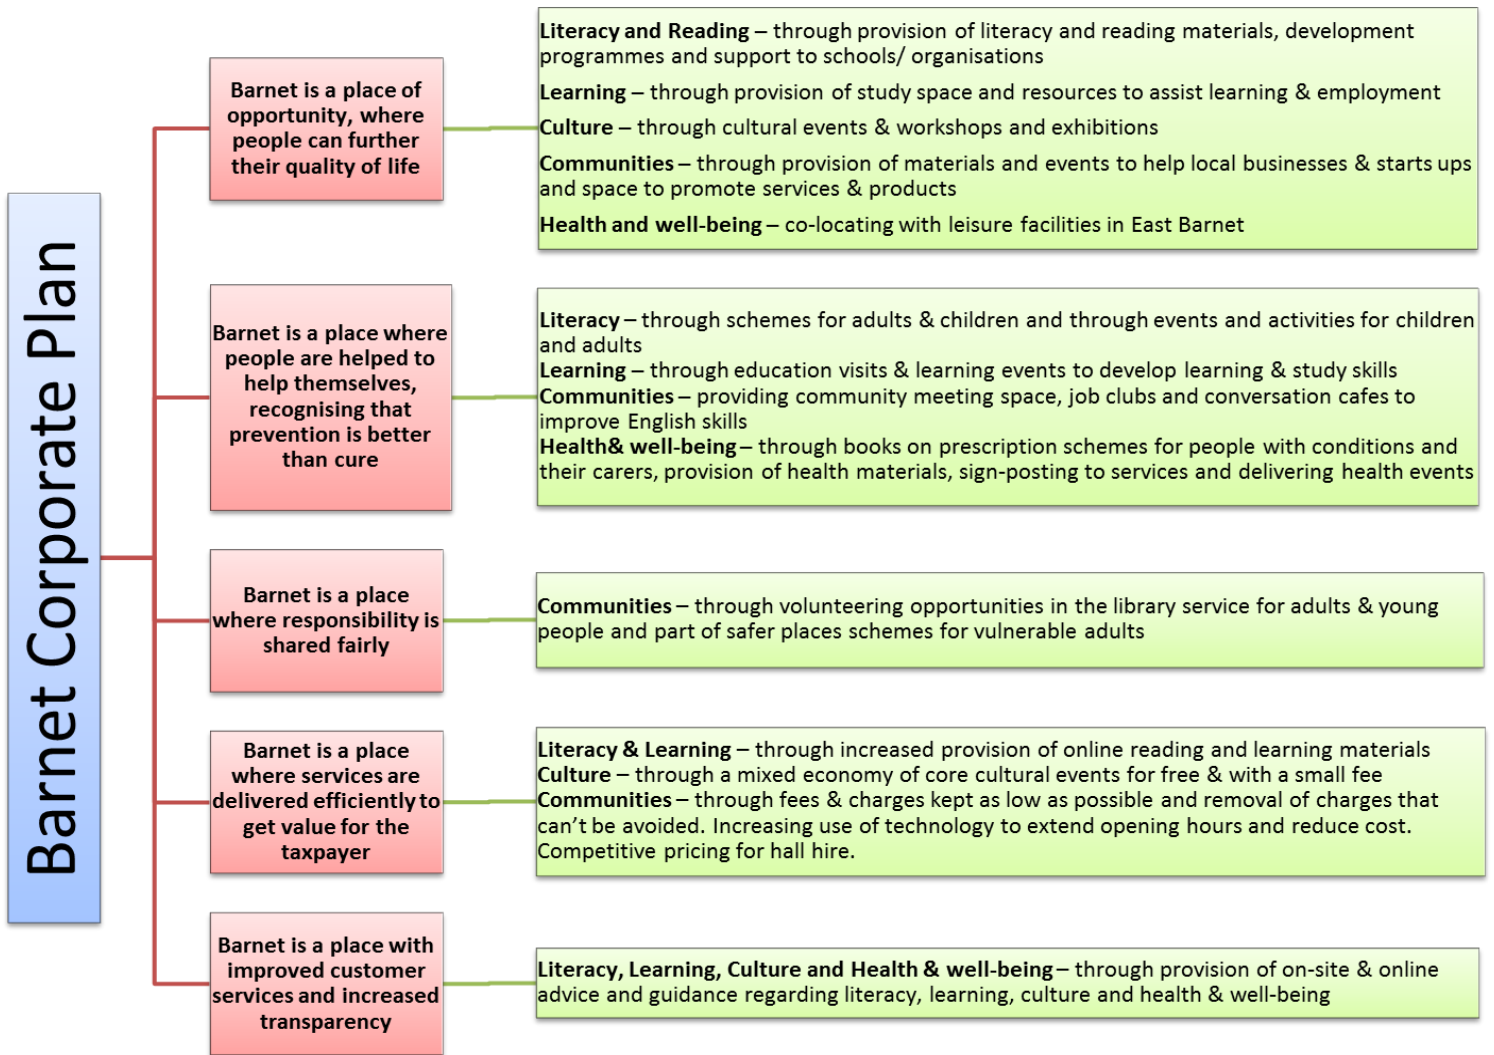 Barnet Corporate Plan
Barnet is a place of
opportunity, where
people can further
their quality of life
Literacy and Reading – through provision of literacy and reading materials, development
programmes and support to schools/ organisations
Learning – through provision of study space and resources to assist learning & employment
Culture – through cultural events & workshops and exhibitions
Communities – through provision of materials and events to help local businesses & starts ups
and space to promote services & products
Health and well-being – co-locating with leisure facilities in East Barnet
Barnet is a place where
people are helped to
help themselves,
recognising that
prevention is better
than cure
Literacy – through schemes for adults & children and through events and activities for children
and adults
Learning – through education visits & learning events to develop learning & study skills
Communities – providing community meeting space, job clubs and conversation cafes to
improve English skills
Health& well-being – through books on prescription schemes for people with conditions and
their carers, provision of health materials, sign-posting to services and delivering health events
Barnet is a place
where responsibility is
shared fairly
Communities – through volunteering opportunities in the library service for adults & young
people and part of safer places schemes for vulnerable adults
Barnet is a place
where services are
delivered efficiently to
get value for the
taxpayer
Literacy & Learning – through increased provision of online reading and learning materials
Culture – through a mixed economy of core cultural events for free & with a small fee
Communities – through fees & charges kept as low as possible and removal of charges that
can't be avoided. Increasing use of technology to extend opening hours and reduce cost.
Competitive pricing for hall hire.
Barnet is a place with
improved customer
services and increased
transparency
Literacy, Learning, Culture and Health & well-being – through provision of on-site & online
advice and guidance regarding literacy, learning, culture and health & well-being